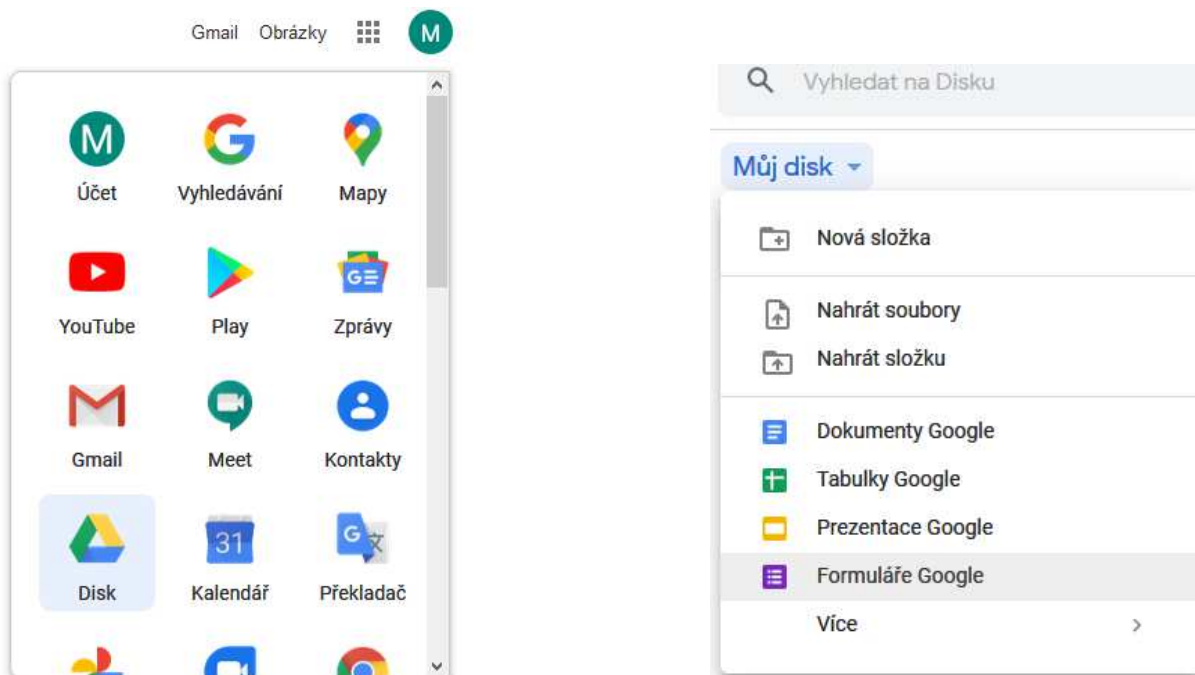 Gmail Obrázky M
M
Účet Vyhledávání Mapy
YouTube Play Zprávy
Gmail Meet Kontakty
31 G 文
Disk Kalendář Překladač
Vyhledat na Disku
Můj disk
Nová složka
Nahrát soubory
Nahrát složku
Dokumenty Google
Tabulky Google
Prezentace Google
Formuláře Google
Více